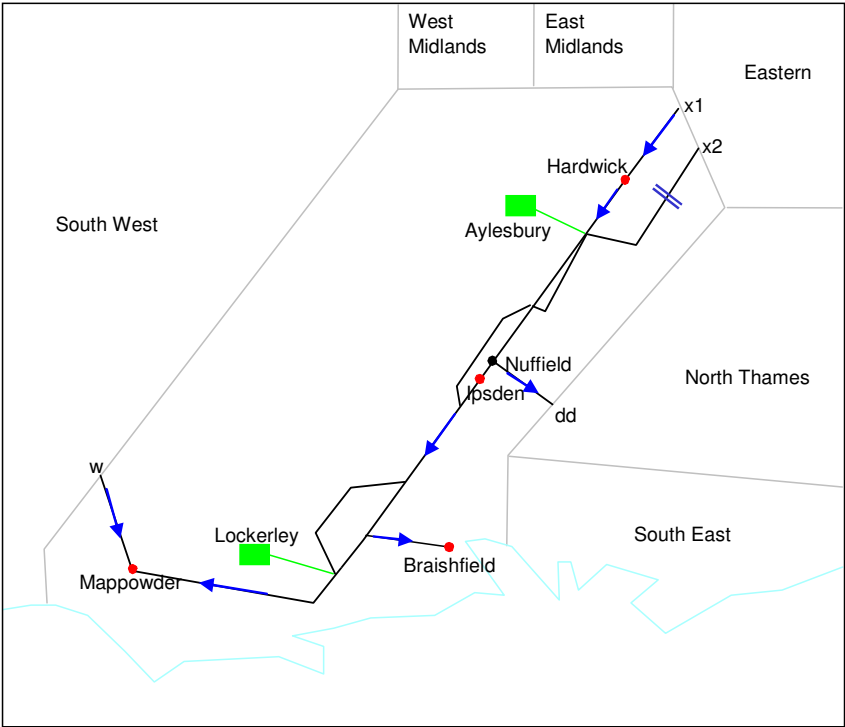 West
Midlands
East
Midlands
Eastern
x1
x2
Hardwick
South West
Aylesbury
Nuffield
Ipsden
North Thames
dd
w
Lockerley
South East
Braishfield
Mappowder